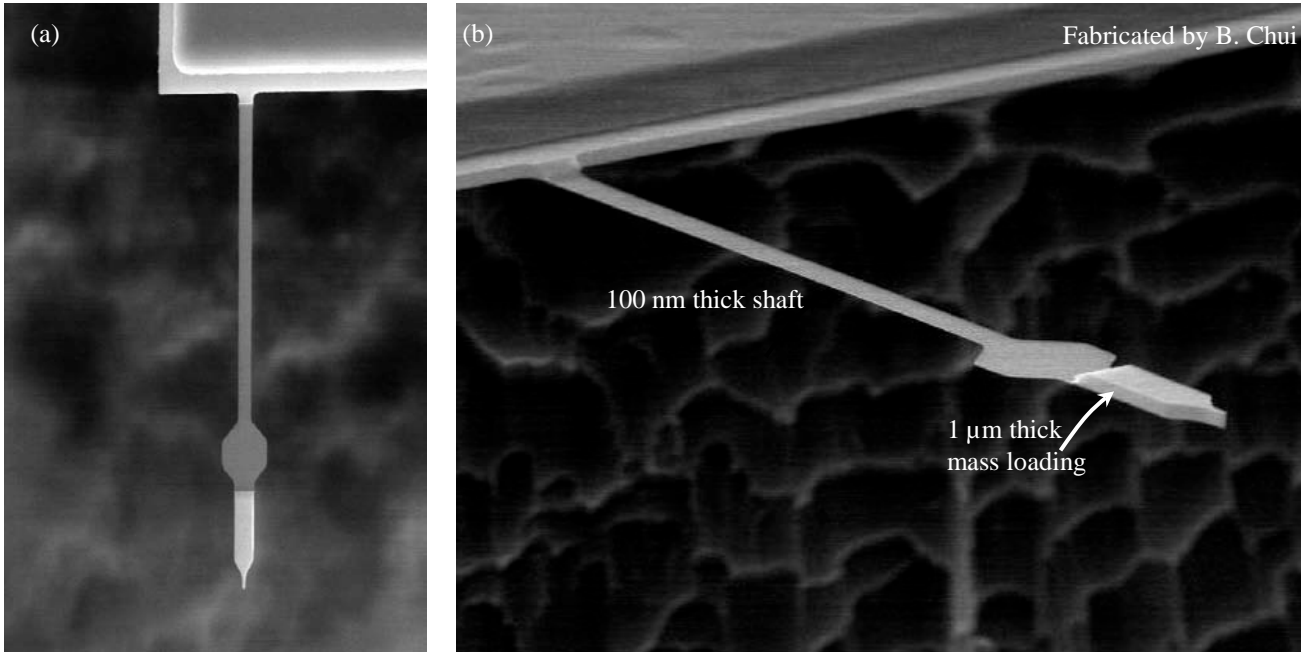 (a)
(b)
Fabricated by B. Chui
100 nm thick shaft
1 µm thick
mass loading